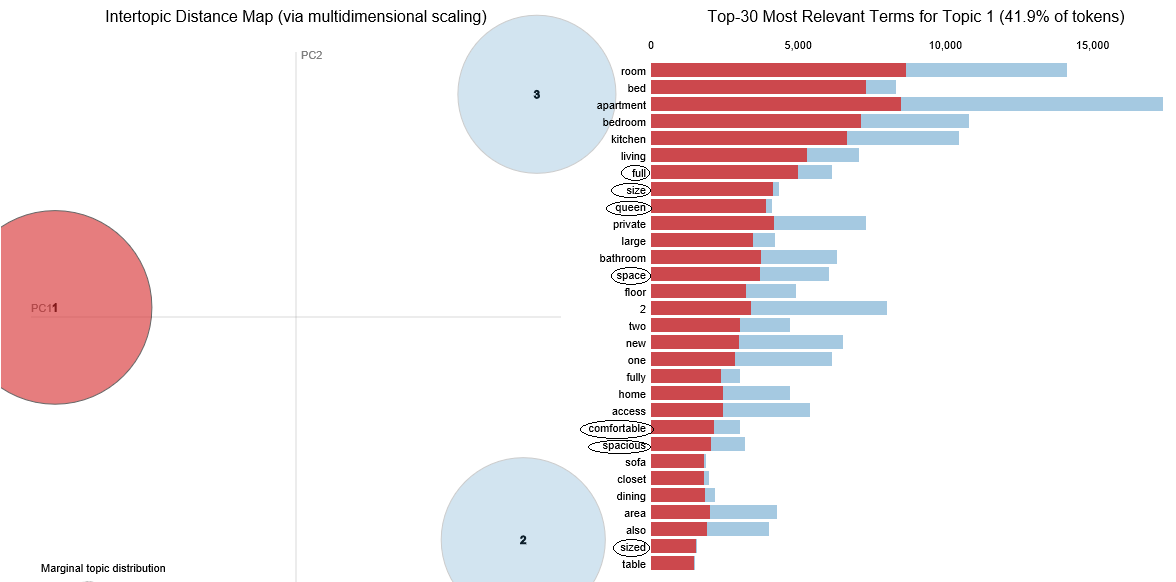 Intertopic Distance Map (via multidimensional scaling)
PC2
3
PC1
1
2
Marginal topic distribution
Top-30 Most Relevant Terms for Topic 1 (41.9% of tokens)
0 5,000 10,000 15,000
room
bed
apartment
bedroom
kitchen
living
full
size
queen
private
large
bathroom
space
floor
2
two
new
one
fully
home
access
comfortable
spacious
sofa
closet
dining
area
also
sized
table